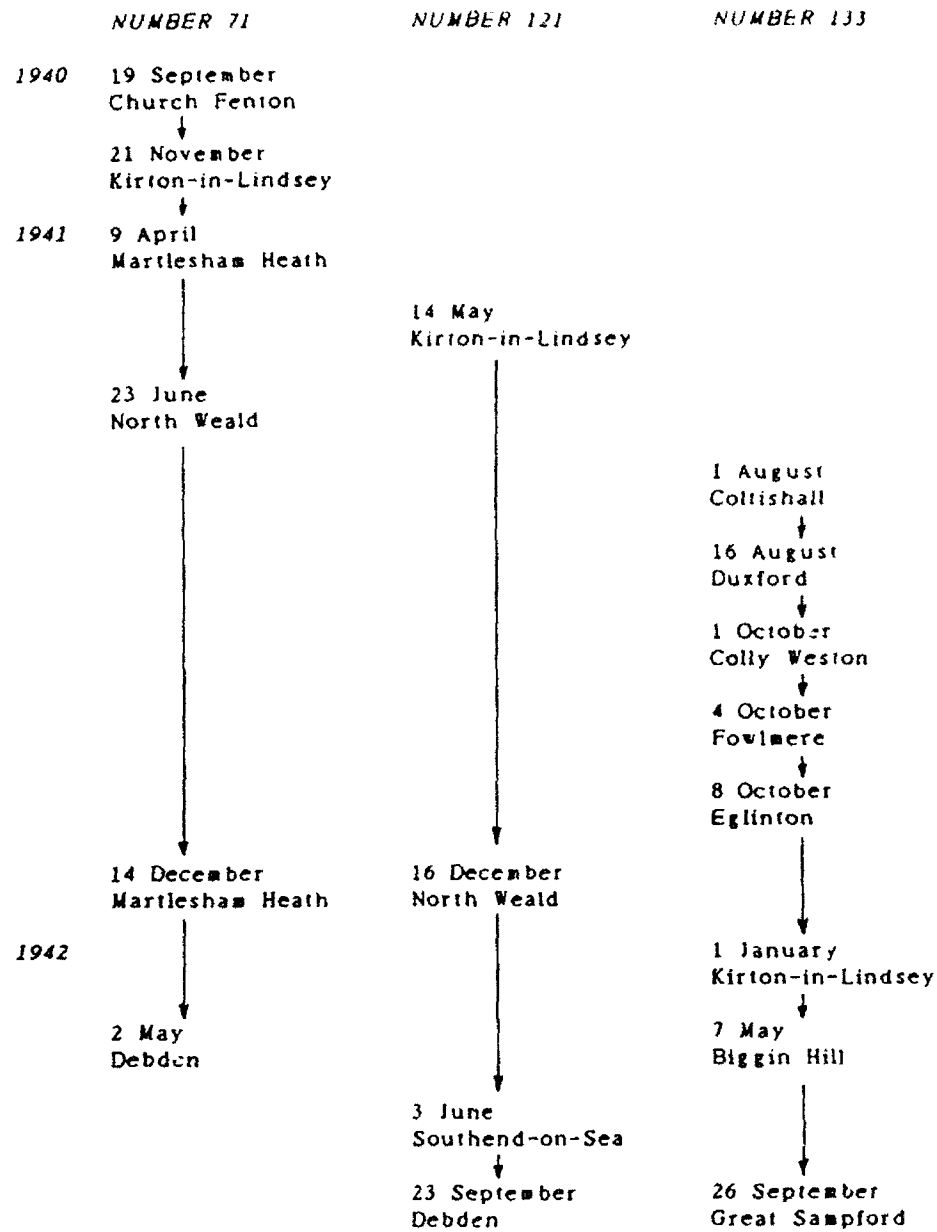 NUMBER 71 NUMBER 121 NUMBER 133
1940 19 September
Church Fenton
21 November
Kirton-in-Lindsey
1941 9 April
Martlesham Heath
14 May
Kirton-in-Lindsey
23 June
North Weald
1 August
Coltishall
16 August
Duxford
1 October
Colly Weston
4 October
Fowlmere
8 October
Eglinton
14 December 16 December
Martlesham Heath North Weald
1942 1 January
Kirton-in-Lindsey
2 May 7 May
Debden Biggin Hill
3 June
Southend-on-Sea
23 September 26 September
Debden Great Sampford